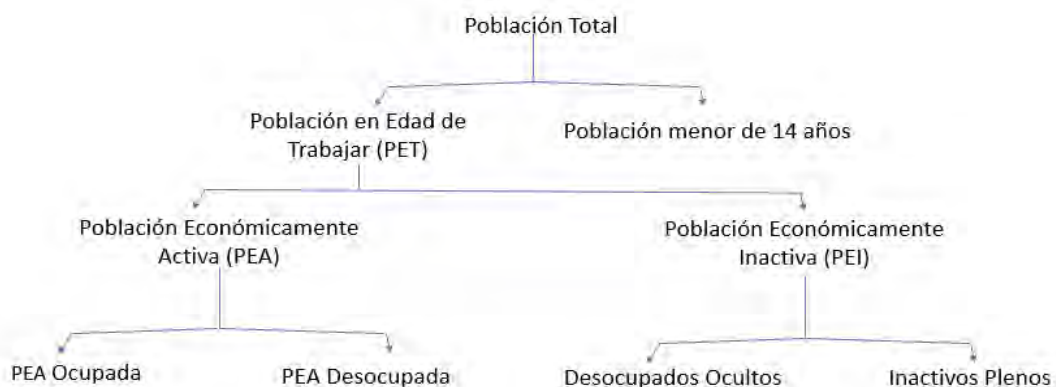 Población Total
Población en Edad de
Trabajar (PET)
Población menor de 14 años
Población Económicamente
Activa (PEA)
Población Económicamente
Inactiva (PEI)
PEA Ocupada
PEA Desocupada
Desocupados Ocultos
Inactivos Plenos